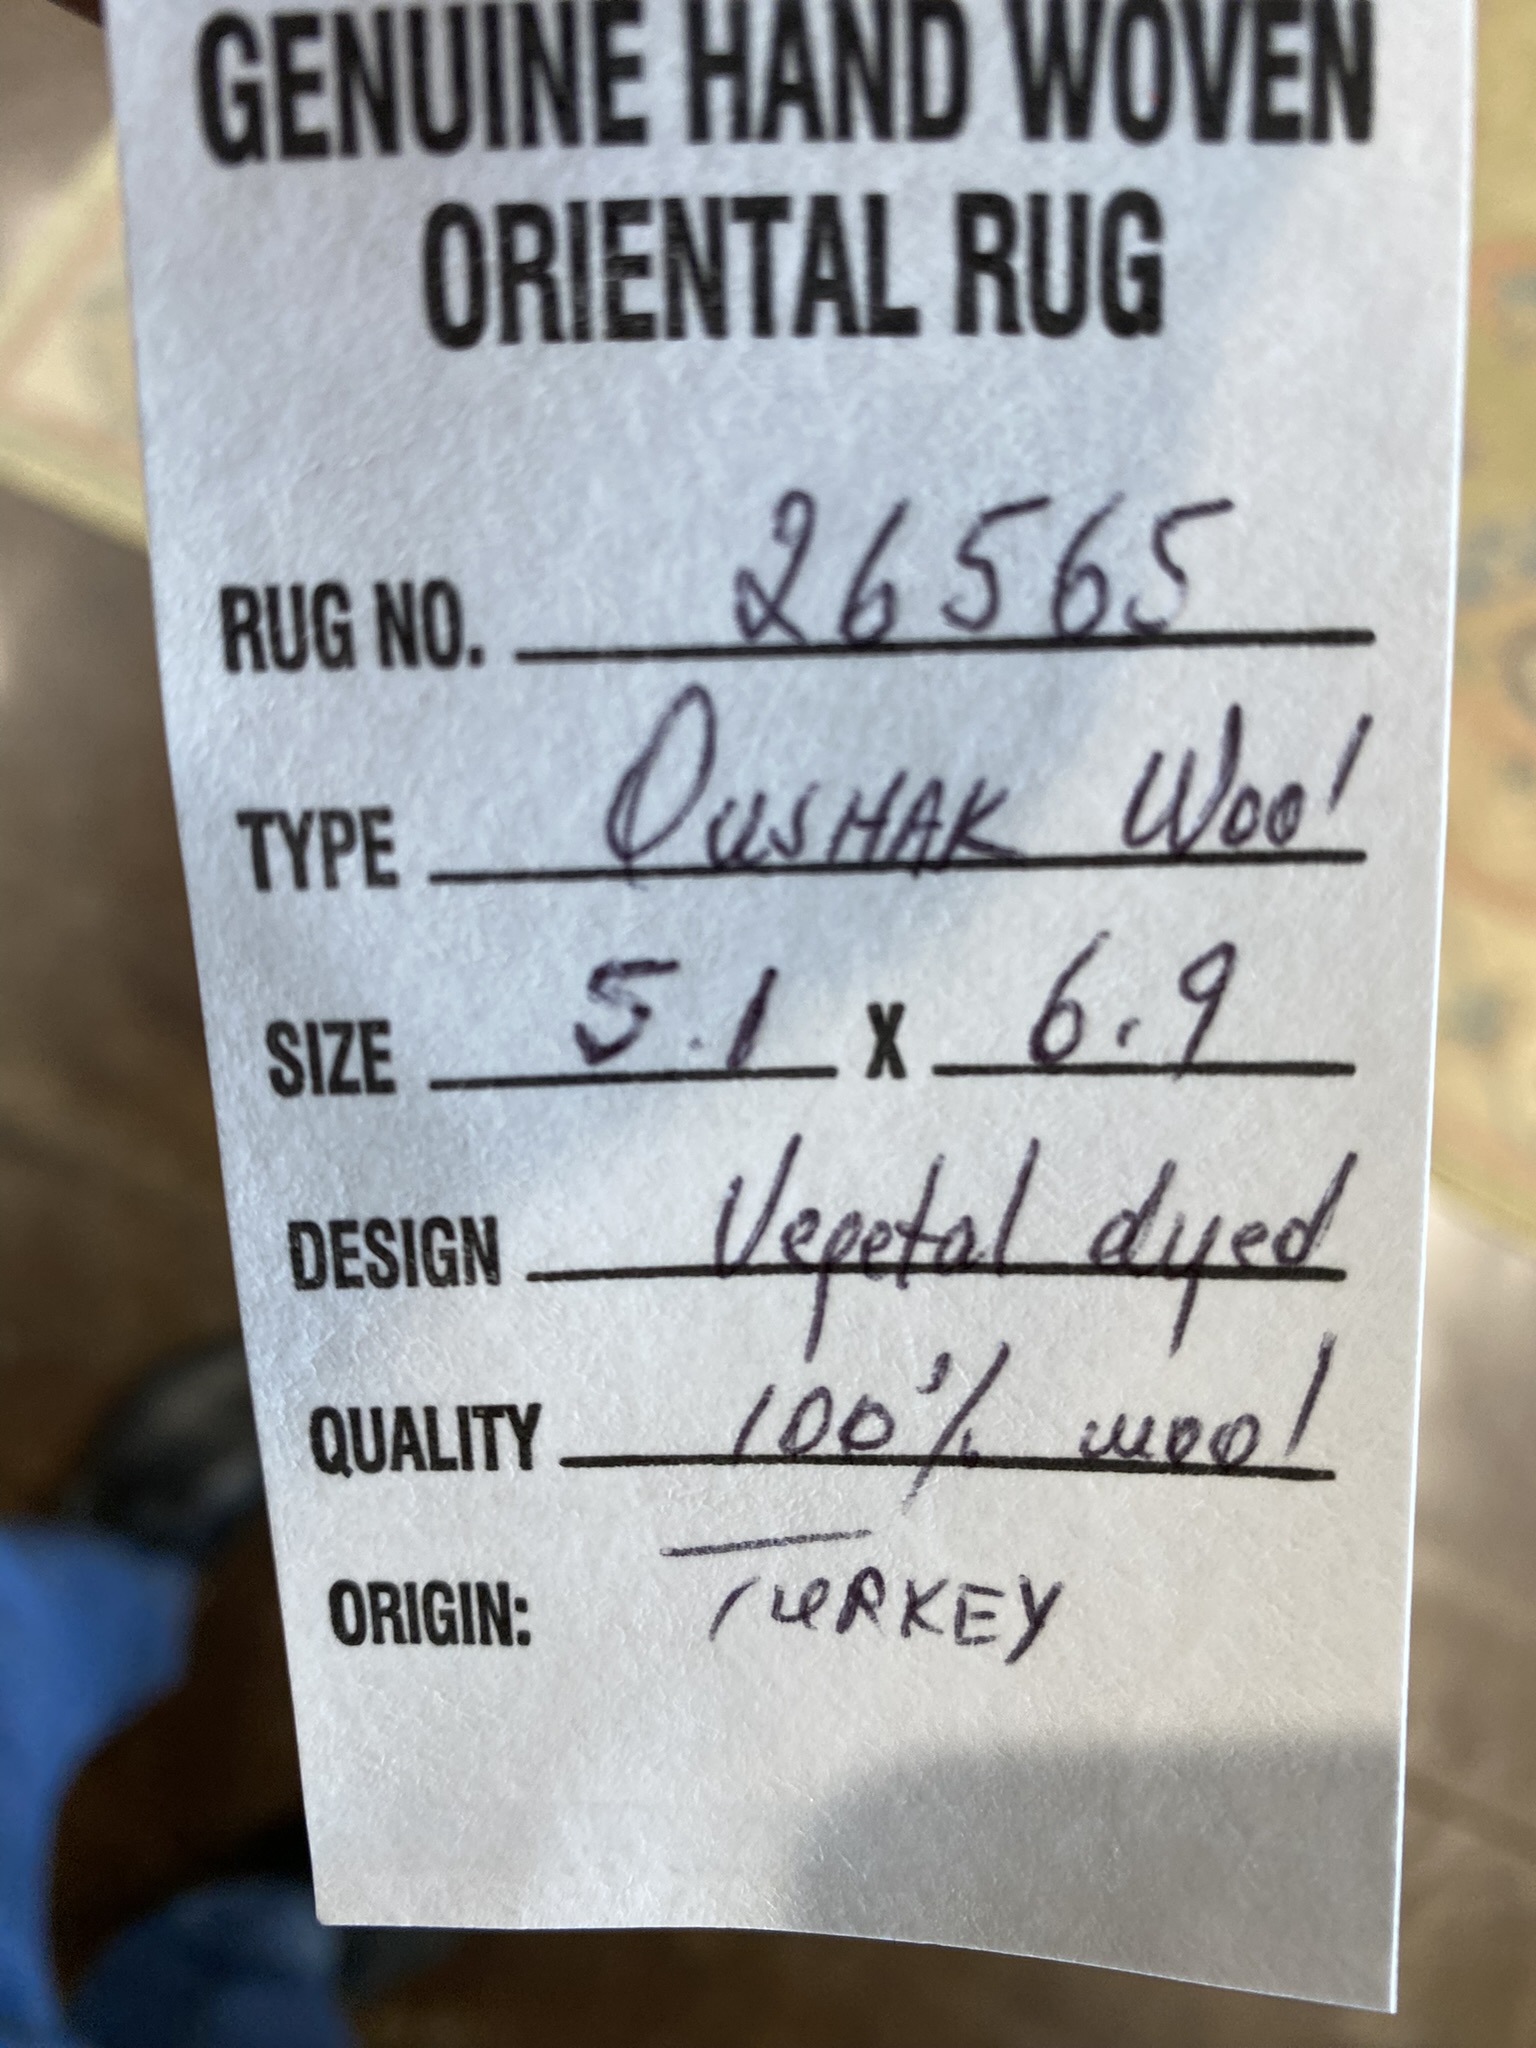 GENUINE HAND WOVEN
ORIENTAL RUG
RUG NO. 26565
TYPE OUSHAK Wool
SIZE 5.1 X 6.9
DESIGN Vegetal dyed
QUALITY 100% wool
ORIGIN: TURKEY